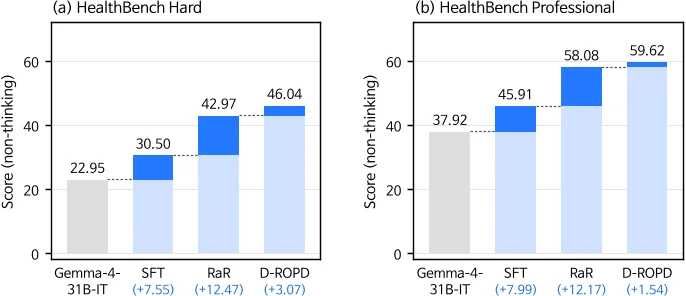 (a) HealthBench Hard
Score (non-thinking)
60
40
20
0
22.95
30.50
42.97
46.04
Gemma-4-
31B-IT
SFT
(+7.55)
RaR
(+12.47)
D-ROPD
(+3.07)
(b) HealthBench Professional
Score (non-thinking)
60
40
20
0
37.92
45.91
58.08
59.62
Gemma-4-
31B-IT
SFT
(+7.99)
RaR
(+12.17)
D-ROPD
(+1.54)